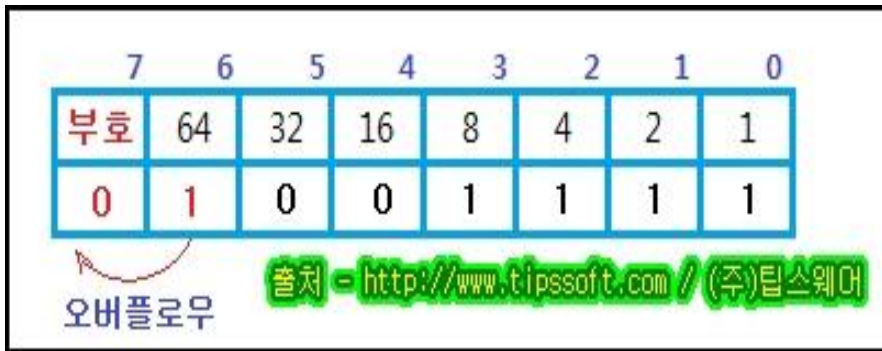 7 6 5 4 3 2 1 0
부호 64 32 16 8 4 2 1
0 1 0 0 1 1 1 1
오버플로우
출처 - http://www.tipssoft.com / (주)팁스웨어